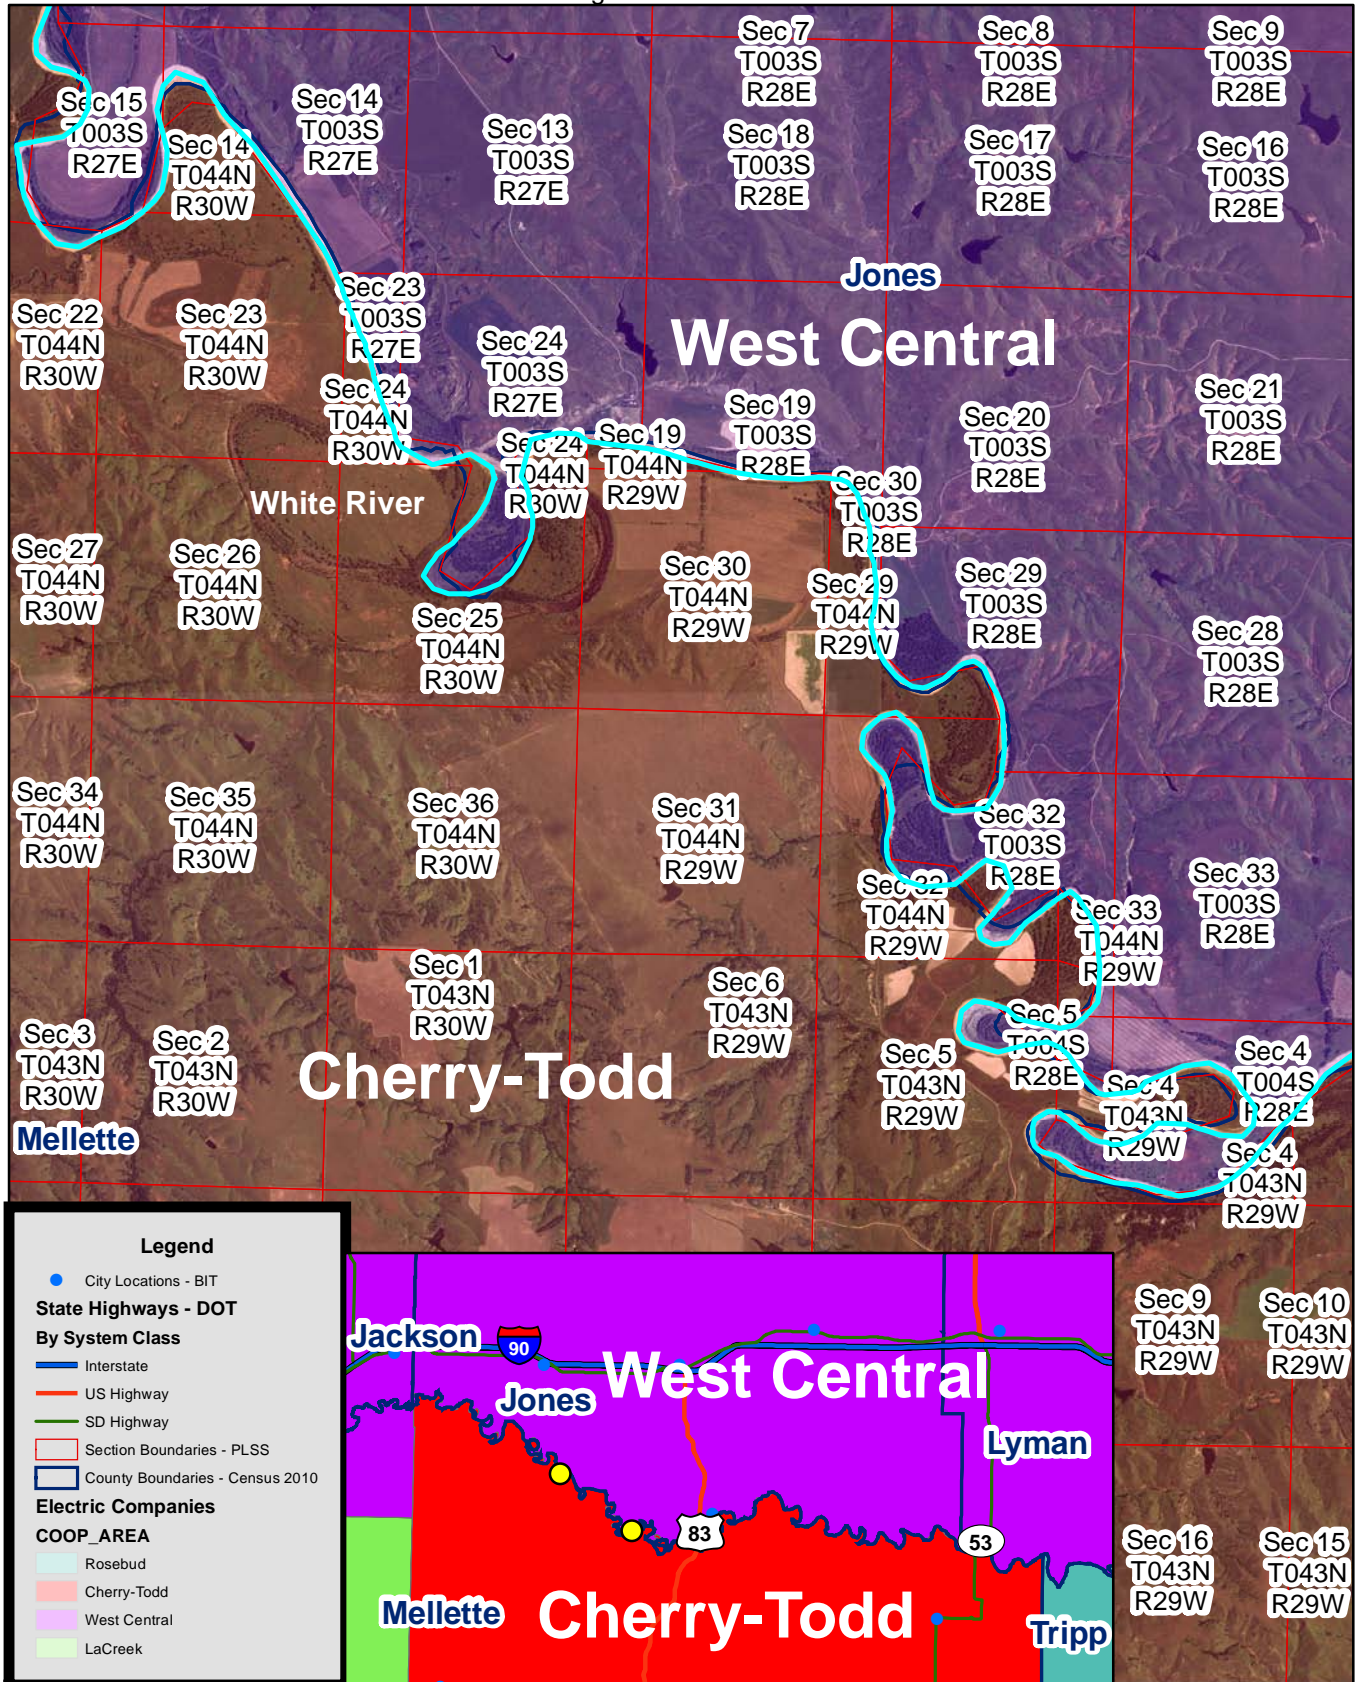 Sec 7
T003S
R28E
Sec 8
T003S
R28E
Sec 9
T003S
R28E
Sec 15
T003S
R27E
Sec 14
T003S
R27E
Sec 14
T044N
R30W
Sec 13
T003S
R27E
Sec 18
T003S
R28E
Sec 17
T003S
R28E
Sec 16
T003S
R28E
Jones
West Central
Sec 22
T044N
R30W
Sec 23
T044N
R30W
Sec 23
T003S
R27E
Sec 24
T003S
R27E
Sec 24
T044N
R30W
Sec 24
T044N
R30W
Sec 19
T044N
R29W
Sec 19
T003S
R28E
Sec 20
T003S
R28E
Sec 21
T003S
R28E
White River
Sec 30
T003S
R28E
Sec 27
T044N
R30W
Sec 26
T044N
R30W
Sec 25
T044N
R30W
Sec 30
T044N
R29W
Sec 29
T044N
R29W
Sec 29
T003S
R28E
Sec 28
T003S
R28E
Sec 34
T044N
R30W
Sec 35
T044N
R30W
Sec 36
T044N
R30W
Sec 31
T044N
R29W
Sec 32
T003S
R28E
Sec 32
T044N
R29W
Sec 33
T044N
R29W
Sec 33
T003S
R28E
Sec 3
T043N
R30W
Sec 2
T043N
R30W
Sec 1
T043N
R30W
Sec 6
T043N
R29W
Sec 5
T043N
R29W
Sec 5
T004S
R28E
Sec 4
T043N
R29W
Sec 4
T004S
R28E
Sec 4
T043N
R29W
Cherry-Todd
Mellette
Sec 9
T043N
R29W
Sec 10
T043N
R29W
Sec 16
T043N
R29W
Sec 15
T043N
R29W
Legend
City Locations - BIT
State Highways - DOT
By System Class
Interstate
US Highway
SD Highway
Section Boundaries - PLSS
County Boundaries - Census 2010
Electric Companies
COOP_AREA
Rosebud
Cherry-Todd
West Central
LaCreek
Jackson
90
West Central
Jones
Lyman
83
53
Mellette
Cherry-Todd
Tripp